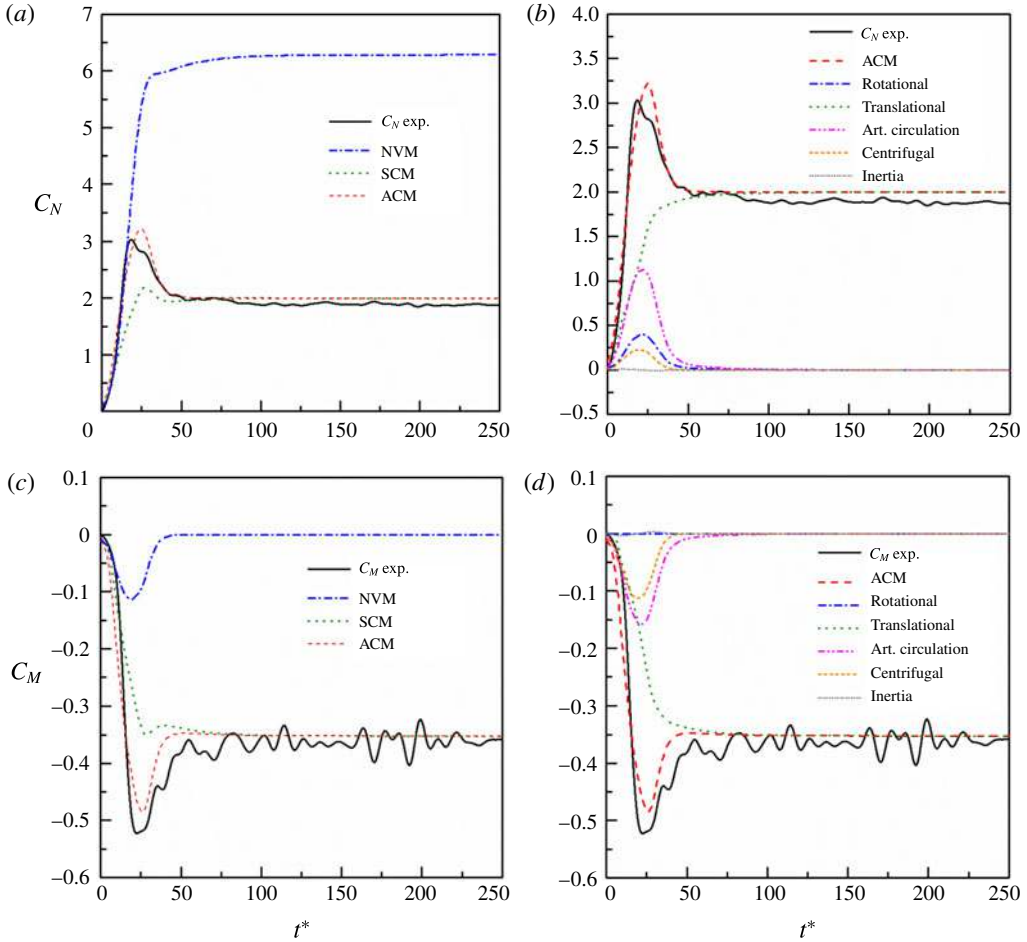 (a)
7
6
5
4
3
2
1
0
50
100
150
200
250
C_N
C_N exp.
NVM
SCM
ACM
(b)
4.0
3.5
3.0
2.5
2.0
1.5
1.0
0.5
0
−0.5
0
50
100
150
200
250
C_N exp.
ACM
Rotational
Translational
Art. circulation
Centrifugal
Inertia
(c)
0.1
0
−0.1
−0.2
−0.3
−0.4
−0.5
−0.6
0
50
100
150
200
250
C_M
t*
C_M exp.
NVM
SCM
ACM
(d)
0.1
0
−0.1
−0.2
−0.3
−0.4
−0.5
−0.6
0
50
100
150
200
250
t*
C_M exp.
ACM
Rotational
Translational
Art. circulation
Centrifugal
Inertia